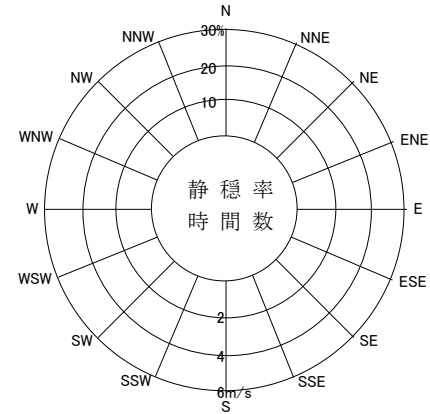 N
NNW
30%
NNE
NW
20
NE
10
WNW
ENE
静穏率
W
時間数
E
WSW
ESE
2
SW
4
SE
SSW
6m/s
SSE
S